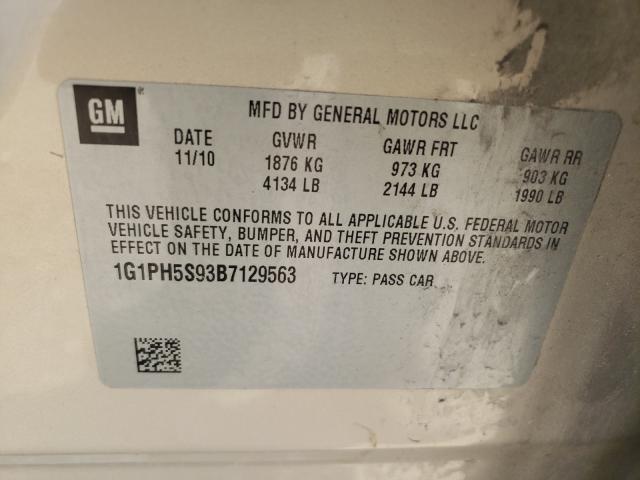 GM ®
MFD BY GENERAL MOTORS LLC
DATE GVWR GAWR FRT GAWR RR
11/10 1876 KG 973 KG 903 KG
4134 LB 2144 LB 1990 LB
THIS VEHICLE CONFORMS TO ALL APPLICABLE U.S. FEDERAL MOTOR
VEHICLE SAFETY, BUMPER, AND THEFT PREVENTION STANDARDS IN
EFFECT ON THE DATE OF MANUFACTURE SHOWN ABOVE.
1G1PH5S93B7129563 TYPE: PASS CAR